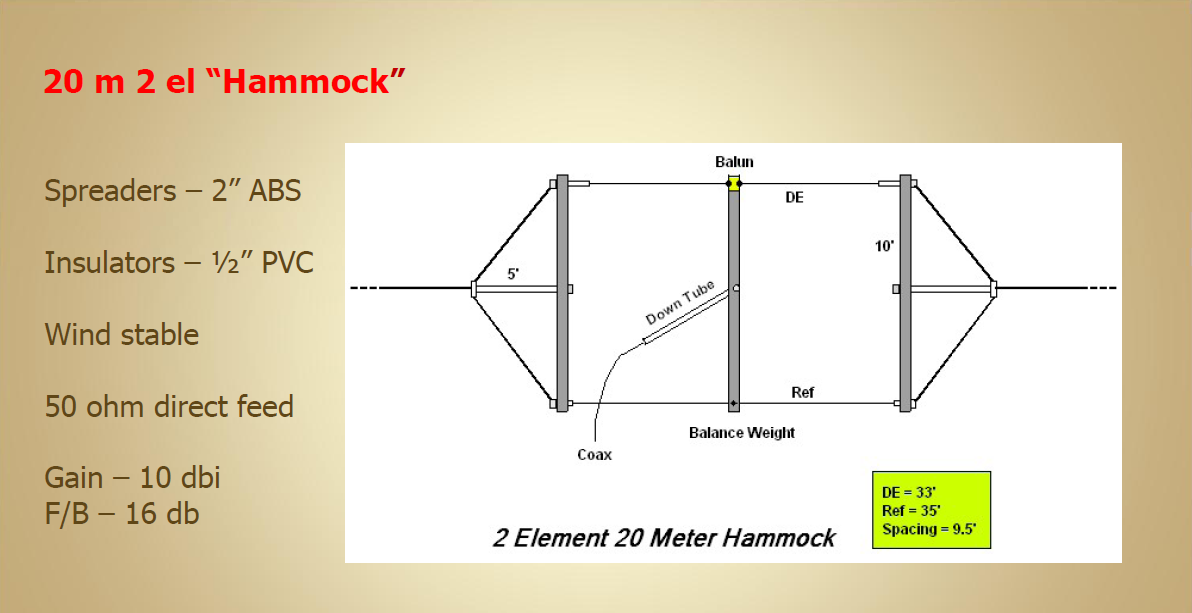 20 m 2 el “Hammock”
Spreaders – 2” ABS
Insulators – ½” PVC
Wind stable
50 ohm direct feed
Gain – 10 dbi
F/B – 16 db
Balun
DE
10'
5'
Down Tube
Ref
Balance Weight
Coax
DE = 33'
Ref = 35'
Spacing = 9.5'
2 Element 20 Meter Hammock